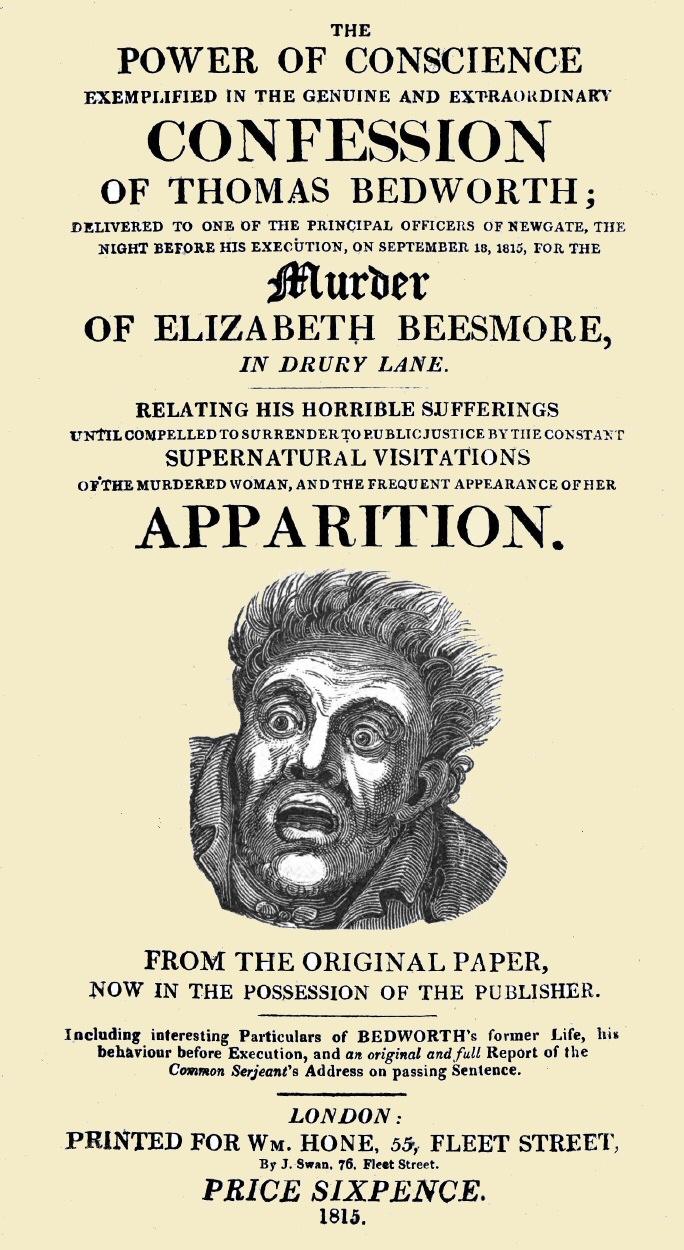 THE
POWER OF CONSCIENCE
EXEMPLIFIED IN THE GENUINE AND EXTRAORDINARY
CONFESSION
OF THOMAS BEDWORTH;
DELIVERED TO ONE OF THE PRINCIPAL OFFICERS OF NEWGATE, THE
NIGHT BEFORE HIS EXECUTION, ON SEPTEMBER 18, 1815, FOR THE
Murder
OF ELIZABETH BEESMORE,
IN DRURY LANE.
RELATING HIS HORRIBLE SUFFERINGS
UNTIL COMPELLED TO SURRENDER TO PUBLIC JUSTICE BY THE CONSTANT
SUPERNATURAL VISITATIONS
OF THE MURDERED WOMAN, AND THE FREQUENT APPEARANCE OF HER
APPARITION.
FROM THE ORIGINAL PAPER,
NOW IN THE POSSESSION OF THE PUBLISHER.
Including interesting Particulars of BEDWORTH's former Life, his
behaviour before Execution, and an original and full Report of the
Common Serjeant's Address on passing Sentence.
LONDON:
PRINTED FOR WM. HONE, 55, FLEET STREET,
By J. Swan, 76, Fleet Street.
PRICE SIXPENCE.
1815.